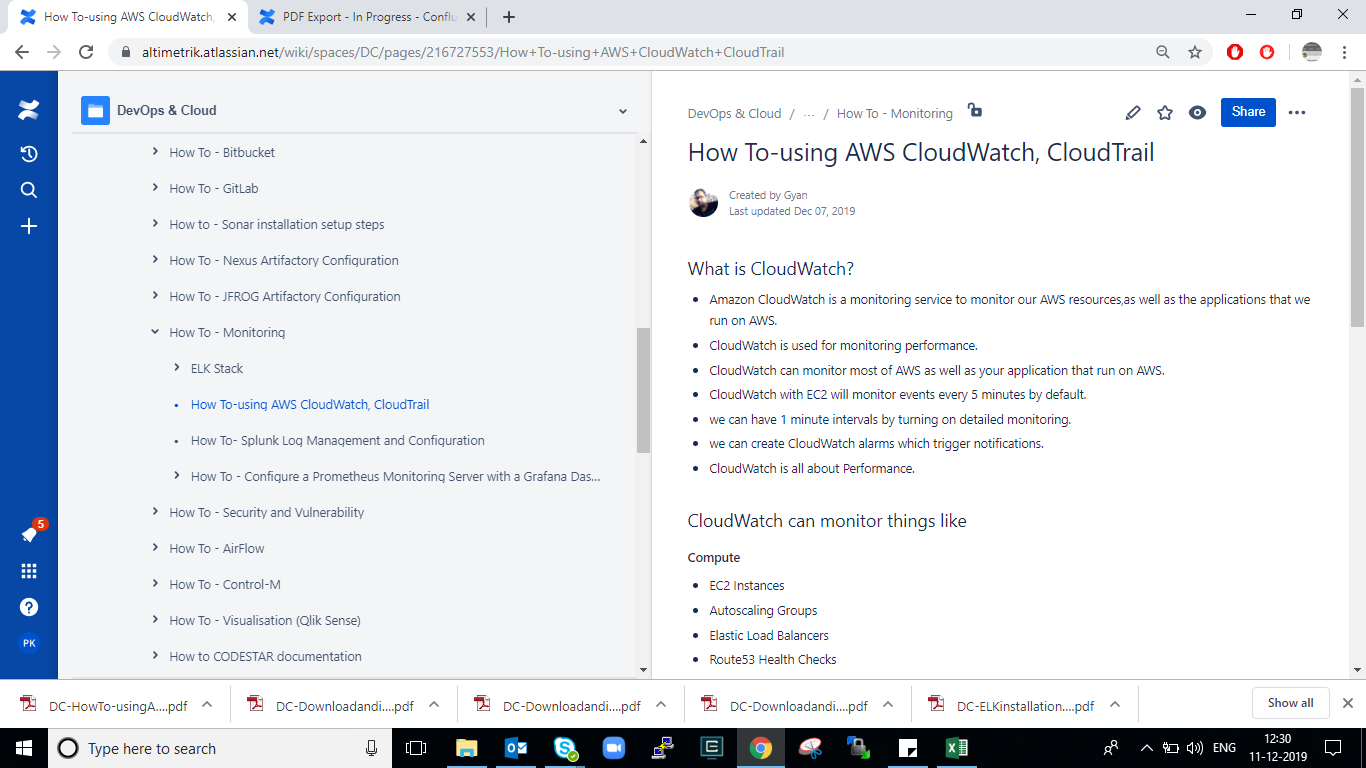 How To-using AWS CloudWatch,
PDF Export - In Progress - Conflu
altimetrik.atlassian.net/wiki/spaces/DC/pages/216727553/How+To-using+AWS+CloudWatch+CloudTrail
DevOps & Cloud
How To - Bitbucket
How To - GitLab
How to - Sonar installation setup steps
How To - Nexus Artifactory Configuration
How To - JFROG Artifactory Configuration
How To - Monitoring
ELK Stack
How To-using AWS CloudWatch, CloudTrail
How To- Splunk Log Management and Configuration
How To - Configure a Prometheus Monitoring Server with a Grafana Das...
How To - Security and Vulnerability
How To - AirFlow
How To - Control-M
How To - Visualisation (Qlik Sense)
How to CODESTAR documentation
5
PK
DevOps & Cloud / ... / How To - Monitoring
Share
How To-using AWS CloudWatch, CloudTrail
Created by Gyan
Last updated Dec 07, 2019
What is CloudWatch?
• Amazon CloudWatch is a monitoring service to monitor our AWS resources,as well as the applications that we
run on AWS.
• CloudWatch is used for monitoring performance.
• CloudWatch can monitor most of AWS as well as your application that run on AWS.
• CloudWatch with EC2 will monitor events every 5 minutes by default.
• we can have 1 minute intervals by turning on detailed monitoring.
• we can create CloudWatch alarms which trigger notifications.
• CloudWatch is all about Performance.
CloudWatch can monitor things like
Compute
• EC2 Instances
• Autoscaling Groups
• Elastic Load Balancers
• Route53 Health Checks
DC-HowTo-usingA....pdf
DC-Downloadandi....pdf
DC-Downloadandi....pdf
DC-Downloadandi....pdf
DC-ELKinstallation....pdf
Show all
Type here to search
ENG
12:30
11-12-2019